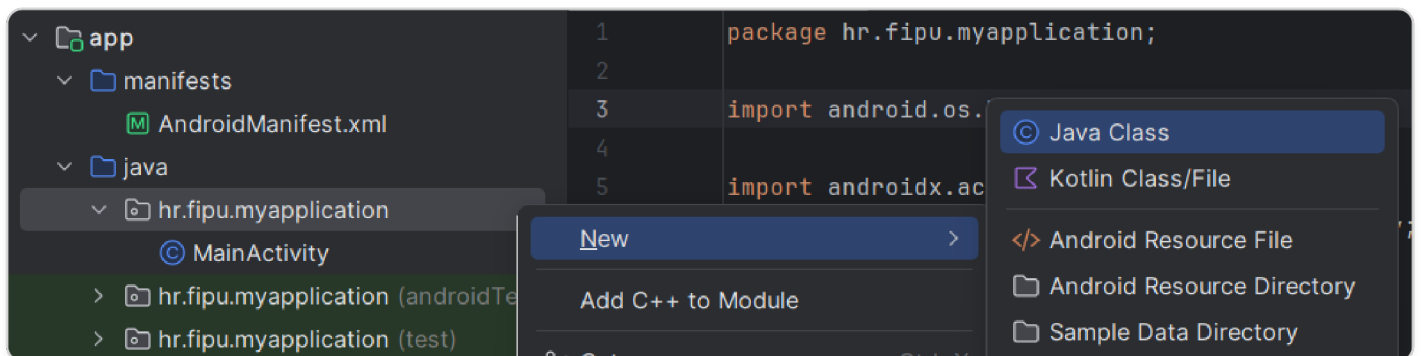 app
manifests
AndroidManifest.xml
java
hr.fipu.myapplication
MainActivity
hr.fipu.myapplication (androidTe
hr.fipu.myapplication (test)
1 package hr.fipu.myapplication;
2
3 import android.os.
4
5 import androidx.ac
New
Add C++ to Module
Java Class
Kotlin Class/File
Android Resource File
Android Resource Directory
Sample Data Directory